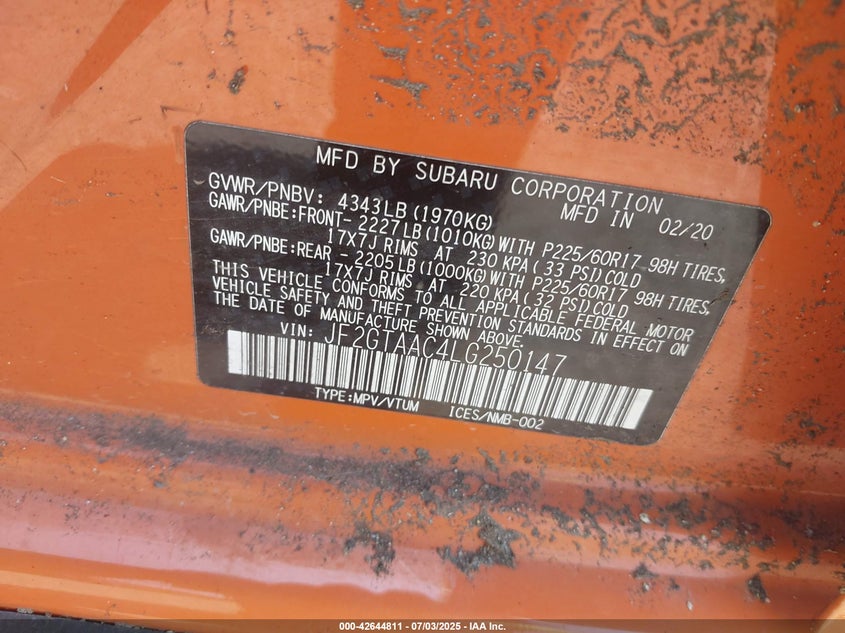 MFD BY SUBARU CORPORATION
GVWR/PNBV: 4343LB(1970KG) MFD IN 02/20
GAWR/PNBE:FRONT- 2227LB(1010KG)WITH P225/60R17 98H TIRES,
17X7J RIMS AT 230 KPA(33 PSI)COLD
GAWR/PNBE:REAR - 2205LB(1000KG)WITH P225/60R17 98H TIRES,
17X7J RIMS AT 220 KPA(32 PSI)COLD
THIS VEHICLE CONFORMS TO ALL APPLICABLE FEDERAL MOTOR
VEHICLE SAFETY AND THEFT PREVENTION STANDARDS IN EFFECT ON
THE DATE OF MANUFACTURE SHOWN ABOVE.
VIN: JF2GTAAC4LG250147
TYPE:MPV/VTUM ICES/NMB-002
000-42644811 - 07/03/2025 - IAA Inc.